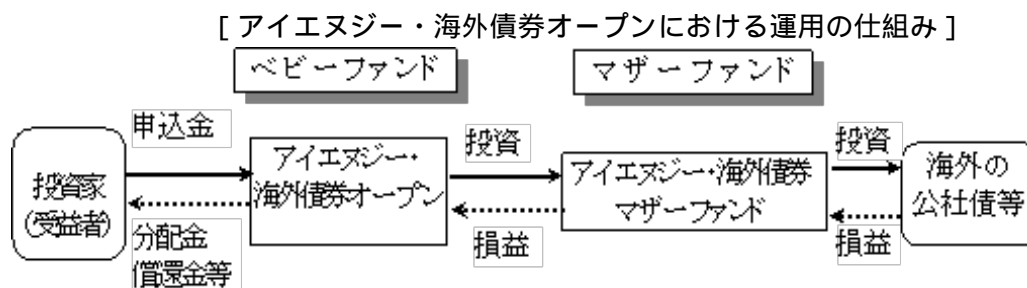 [ アイエヌジー・海外債券オープンにおける運用の仕組み ]
ベビーファンド
マザーファンド
申込金
投資家
(受益者)
分配金
償還金等
アイエヌジー・
海外債券オープン
投資
損益
アイエヌジー・海外債券
マザーファンド
投資
損益
海外の
公社債等